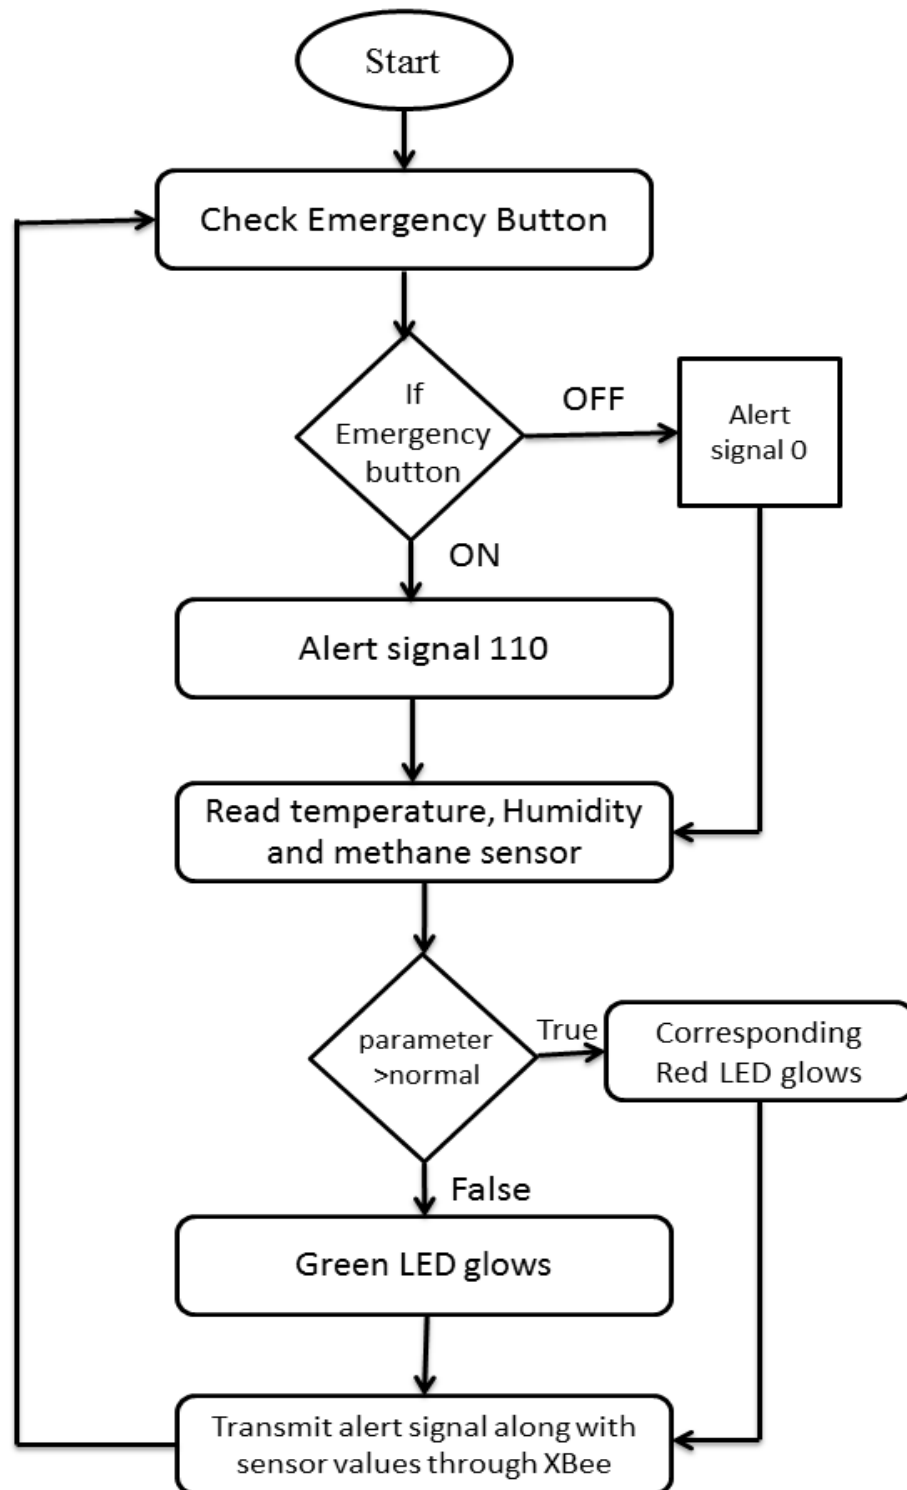 Start
Check Emergency Button
If
Emergency
button
OFF
Alert
signal 0
ON
Alert signal 110
Read temperature, Humidity
and methane sensor
parameter
>normal
True
Corresponding
Red LED glows
False
Green LED glows
Transmit alert signal along with
sensor values through XBee